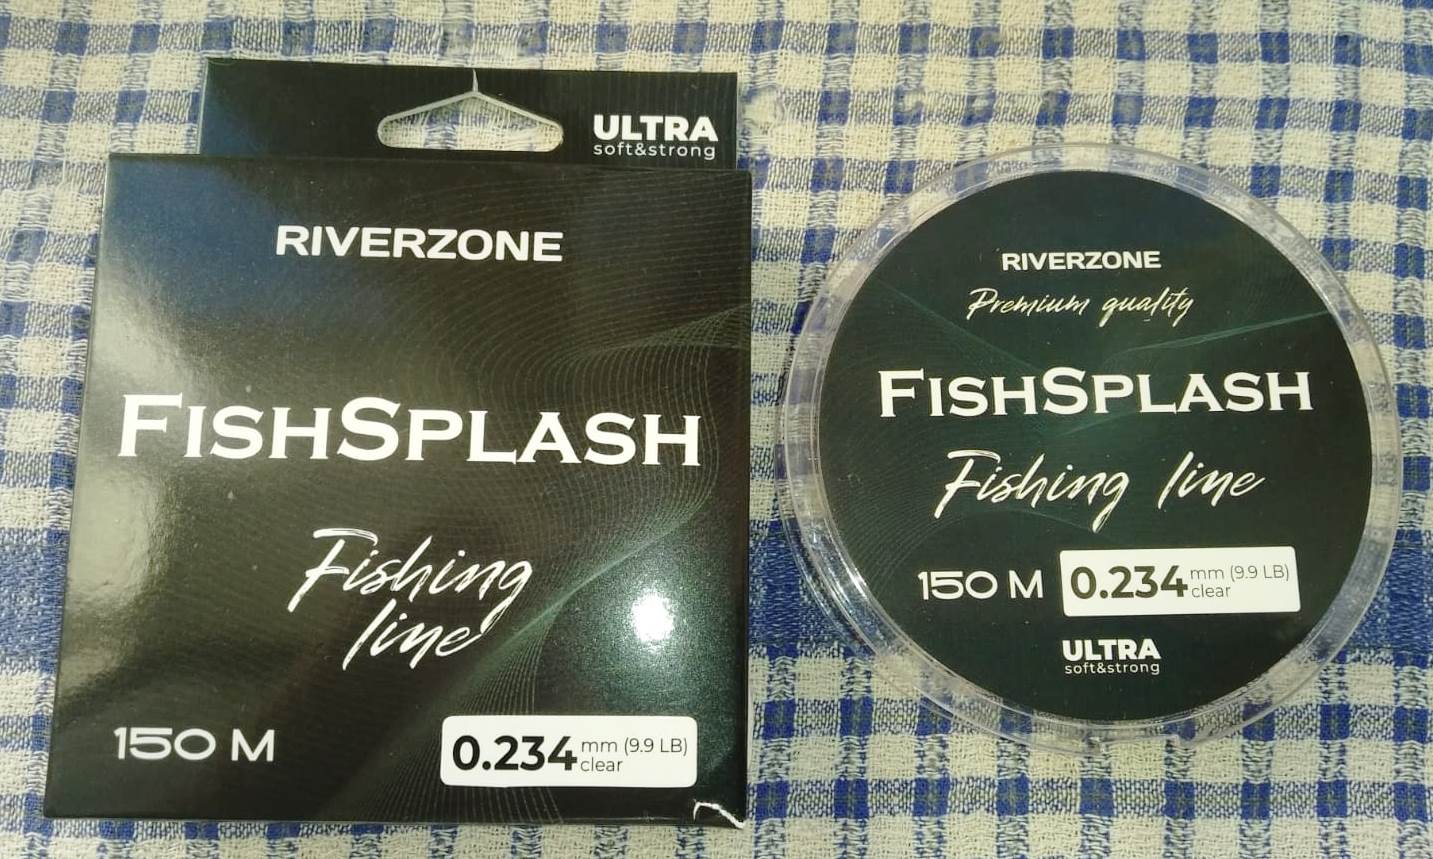 ULTRA
soft&strong
RIVERZONE
FISHSPLASH
Fishing
line
150 M
0.234 mm (9.9 LB)
clear
RIVERZONE
Premium quality
FISHSPLASH
Fishing line
150 M 0.234 mm (9.9 LB)
clear
ULTRA
soft&strong